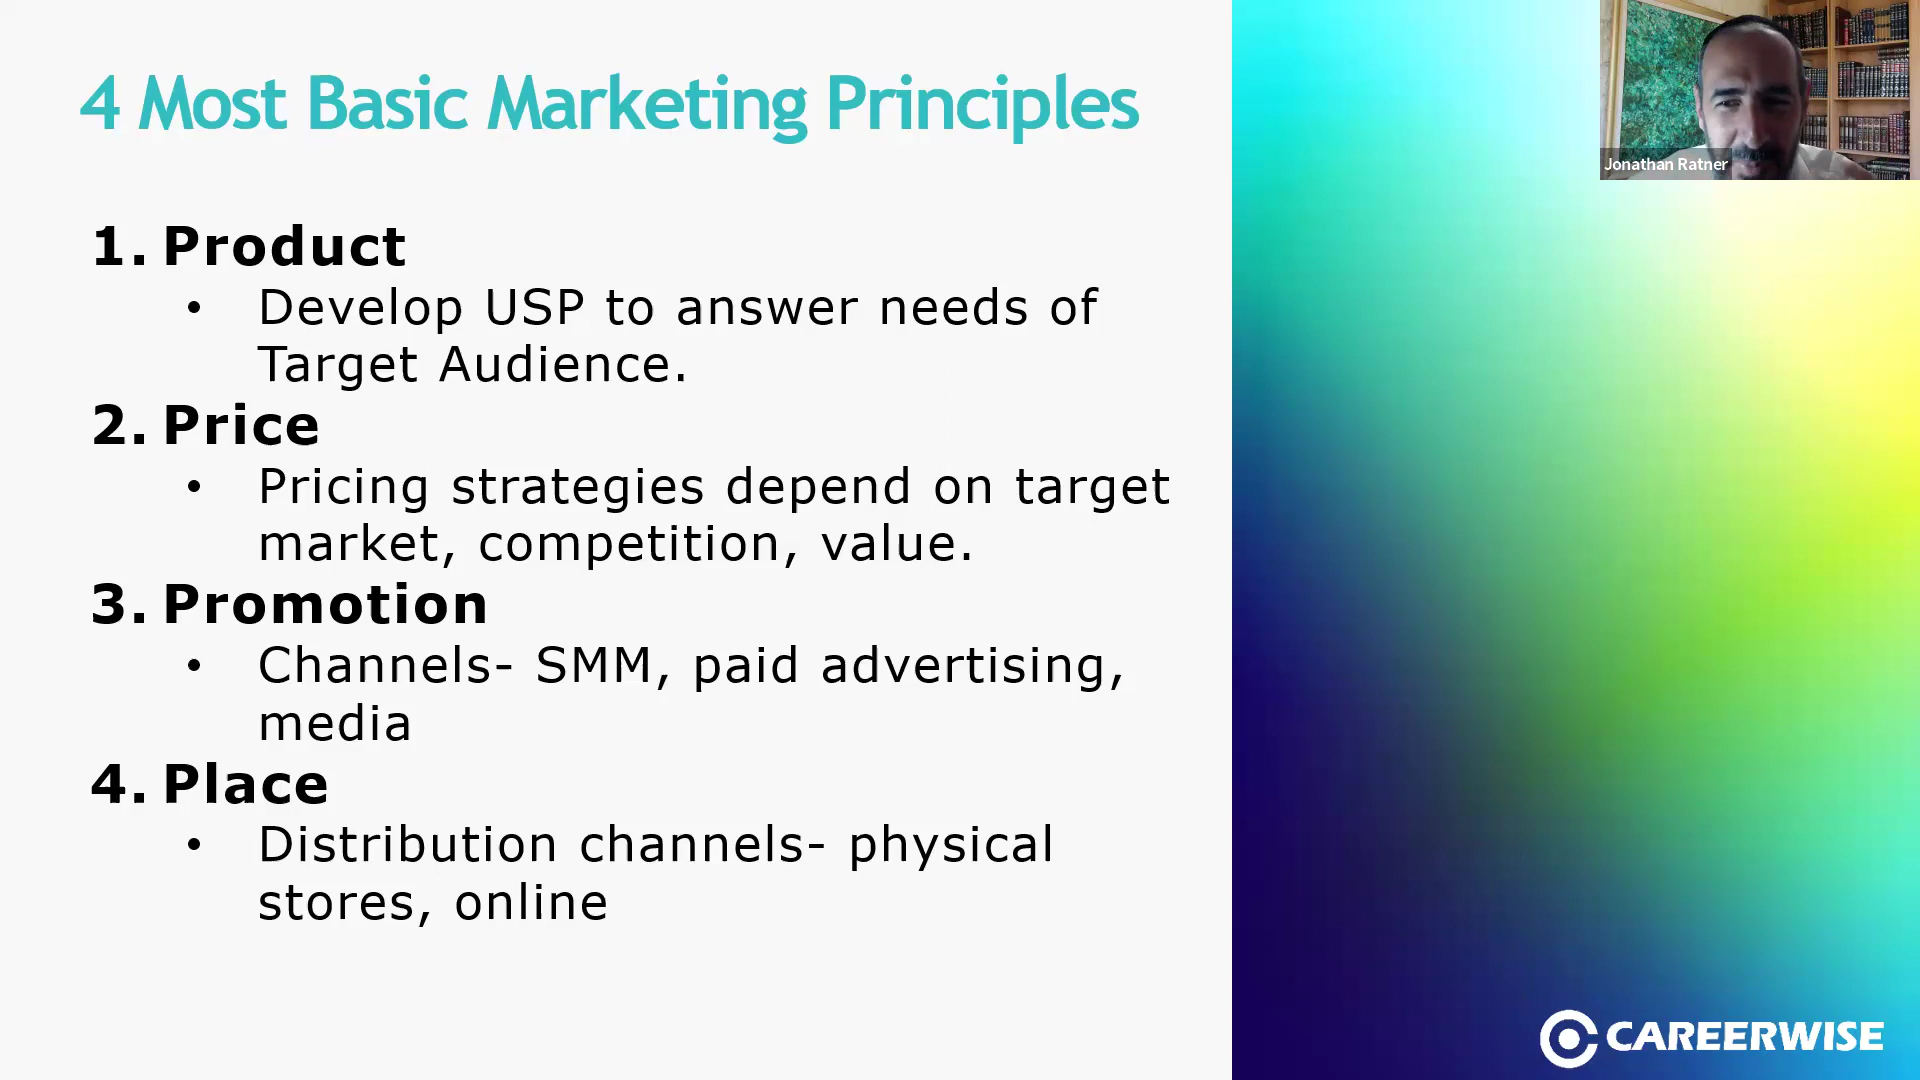 4 Most Basic Marketing Principles
1. Product
• Develop USP to answer needs of
Target Audience.
2. Price
• Pricing strategies depend on target
market, competition, value.
3. Promotion
• Channels- SMM, paid advertising,
media
4. Place
• Distribution channels- physical
stores, online
Jonathan Ratner
CAREERWISE